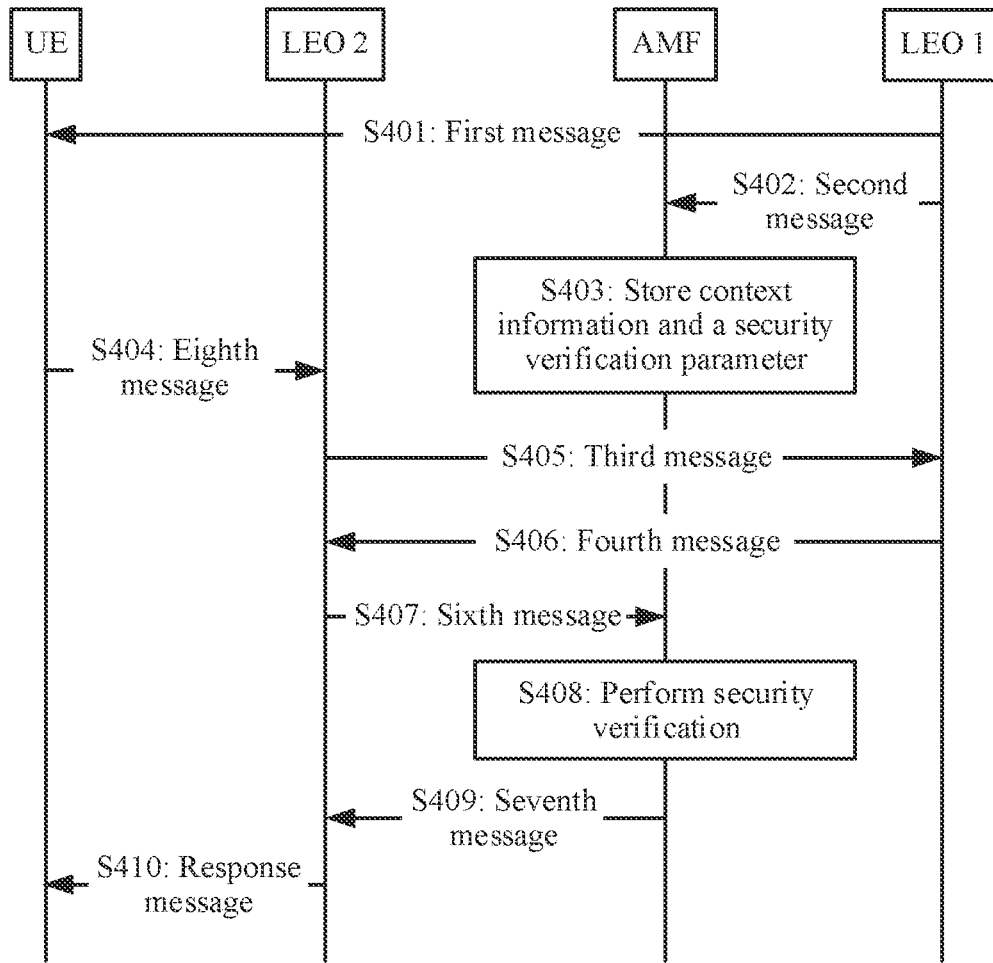 UE
LEO 2
AMF
LEO 1
S401: First message
S402: Second
message
S403: Store context
information and a security
verification parameter
S404: Eighth
message
S405: Third message
S406: Fourth message
S407: Sixth message
S408: Perform security
verification
S409: Seventh
message
S410: Response
message